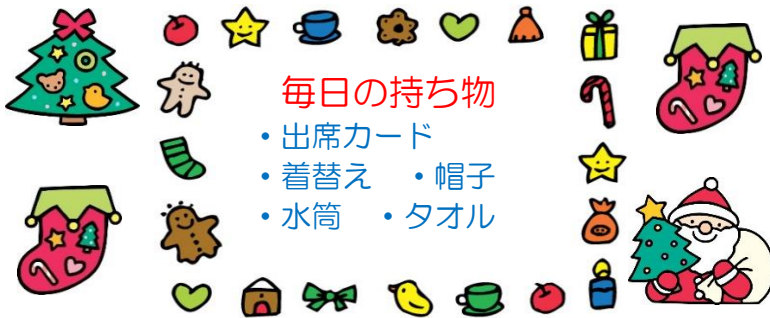 毎日の持ち物
・出席カード
・着替え　・帽子
・水筒　・タオル